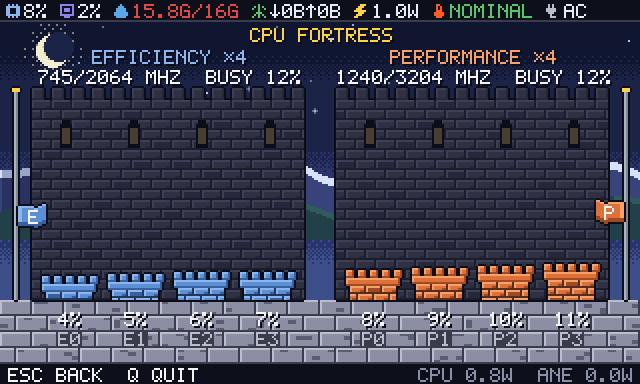 8% 2% 15.8G/16G ↓0B↑0B 1.0W NOMINAL AC
CPU FORTRESS
EFFICIENCY ×4 PERFORMANCE ×4
745/2064 MHZ BUSY 12% 1240/3204 MHZ BUSY 12%
E P
4% 5% 6% 7% 8% 9% 10% 11%
E0 E1 E2 E3 P0 P1 P2 P3
ESC BACK Q QUIT CPU 0.8W ANE 0.0W